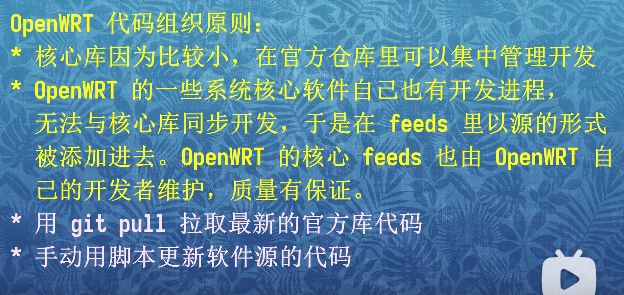 OpenWRT 代码组织原则:
* 核心库因为比较小，在官方仓库里可以集中管理开发
* OpenWRT 的一些系统核心软件自己也有开发进程，
无法与核心库同步开发，于是在 feeds 里以源的形式
被添加进去。OpenWRT 的核心 feeds 也由 OpenWRT 自
己的开发者维护，质量有保证。
* 用 git pull 拉取最新的官方库代码
* 手动用脚本更新软件源的代码